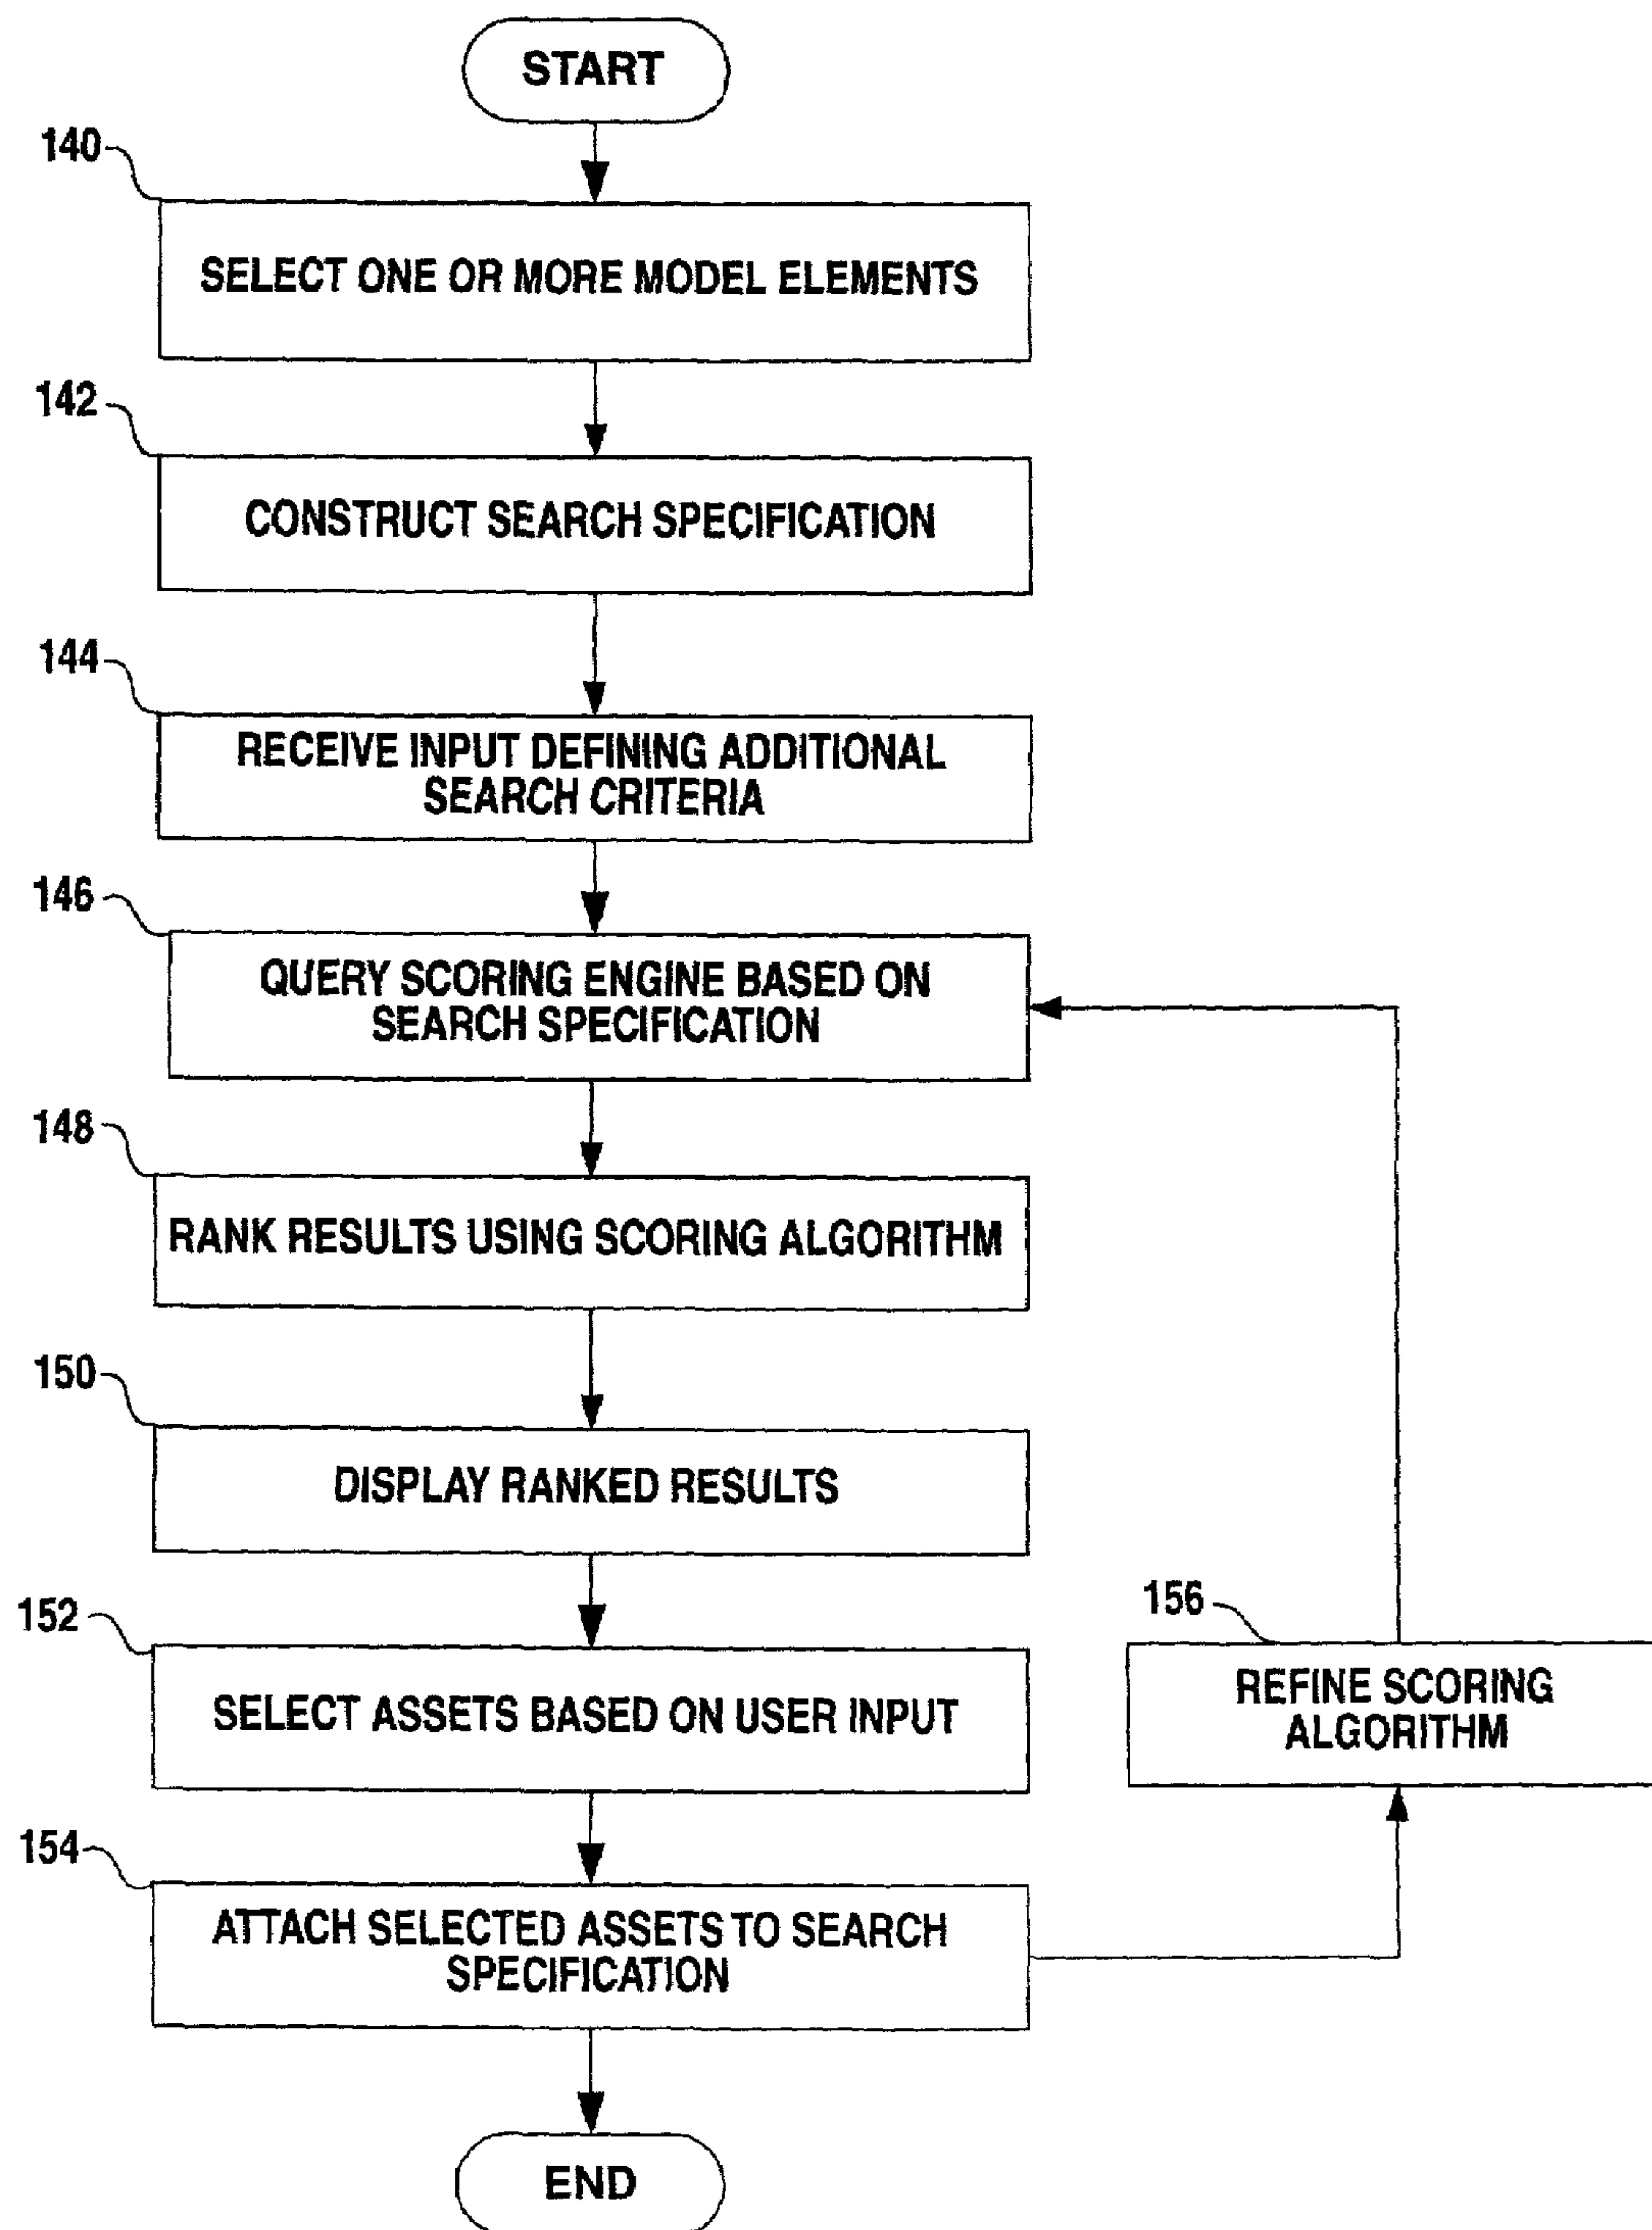 START
140
SELECT ONE OR MORE MODEL ELEMENTS
142
CONSTRUCT SEARCH SPECIFICATION
144
RECEIVE INPUT DEFINING ADDITIONAL
SEARCH CRITERIA
146
QUERY SCORING ENGINE BASED ON
SEARCH SPECIFICATION
148
RANK RESULTS USING SCORING ALGORITHM
150
DISPLAY RANKED RESULTS
152
SELECT ASSETS BASED ON USER INPUT
156
REFINE SCORING
ALGORITHM
154
ATTACH SELECTED ASSETS TO SEARCH
SPECIFICATION
END